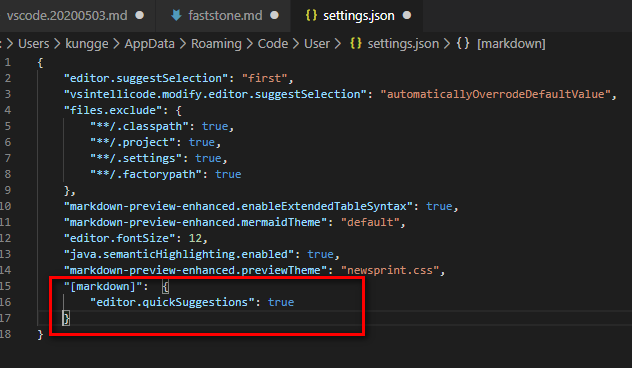 vscode.20200503.md faststone.md settings.json
Users > kungge > AppData > Roaming > Code > User > {} settings.json > {} [markdown]
1 {
2 "editor.suggestSelection": "first",
3 "vsintellicode.modify.editor.suggestSelection": "automaticallyOverrodeDefaultValue",
4 "files.exclude": {
5 "**/.classpath": true,
6 "**/.project": true,
7 "**/.settings": true,
8 "**/.factorypath": true
9 },
10 "markdown-preview-enhanced.enableExtendedTableSyntax": true,
11 "markdown-preview-enhanced.mermaidTheme": "default",
12 "editor.fontSize": 12,
13 "java.semanticHighlighting.enabled": true,
14 "markdown-preview-enhanced.previewTheme": "newsprint.css",
15 "[markdown]": {
16 "editor.quickSuggestions": true
17 }
18 }